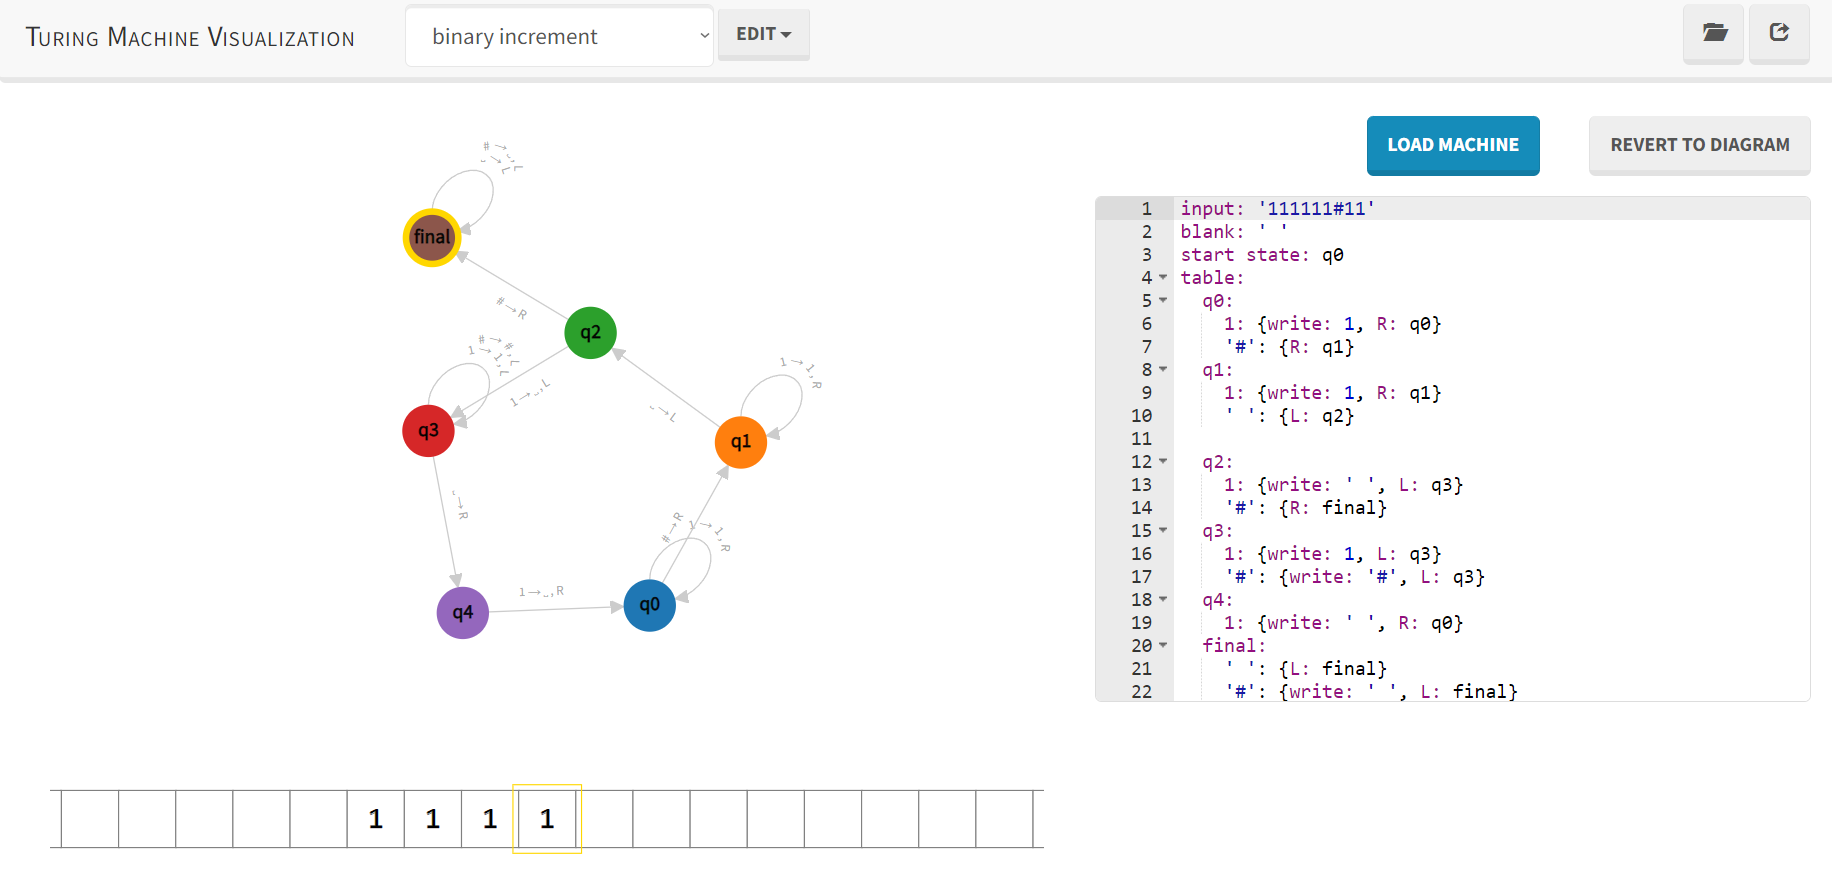 TURING MACHINE VISUALIZATION
binary increment
EDIT
LOAD MACHINE
REVERT TO DIAGRAM
#→␣,L
␣→L
final
#→R
q2
#→#,L
1→1,L
1→␣,L
q3
␣→L
1→1,R
q1
␣→R
#→R
1→1,R
q4
1→␣,R
q0
1 input: '111111#11'
2 blank: ' '
3 start state: q0
4 table:
5 q0:
6 1: {write: 1, R: q0}
7 '#': {R: q1}
8 q1:
9 1: {write: 1, R: q1}
10 ' ': {L: q2}
11
12 q2:
13 1: {write: ' ', L: q3}
14 '#': {R: final}
15 q3:
16 1: {write: 1, L: q3}
17 '#': {write: '#', L: q3}
18 q4:
19 1: {write: ' ', R: q0}
20 final:
21 ' ': {L: final}
22 '#': {write: ' ', L: final}
1 1 1 1